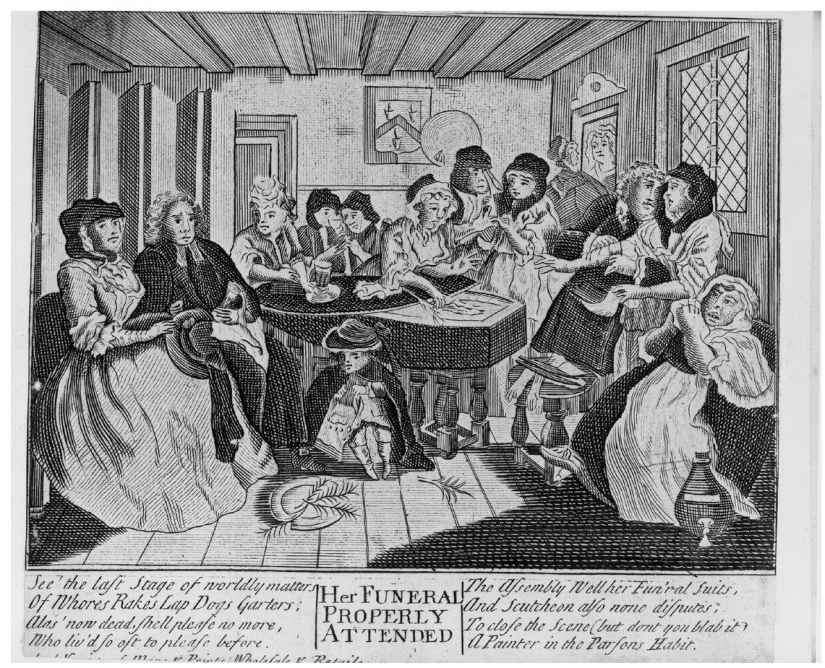 See the last Stage of worldly matters
Of Whores Rakes Lap Dogs Garters;
Alas' now dead, shell please no more,
Who liv'd so oft to please before.
Her FUNERAL
PROPERLY
ATTENDED
The Assembly Well her Fun'ral Suits,
And Scutcheon also none disputes;
To close the Scene (but dont you blab it)
A Painter in the Parsons Habit.
Wholesale & Retail